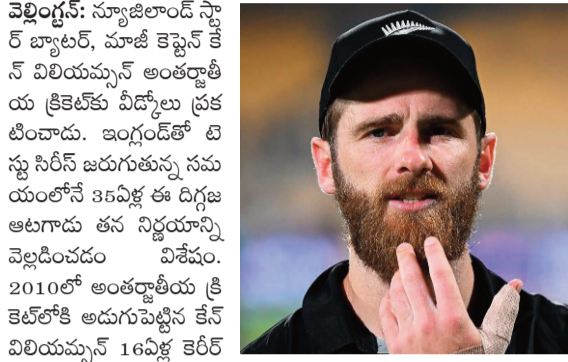 వెల్లింగ్టన్: న్యూజిలాండ్ స్టా
ర్ బ్యాటర్, మాజీ కెప్టెన్ కే
న్ విలియమ్సన్ అంతర్జాతీ
య క్రికెట్‌కు వీడ్కోలు ప్రక
టించాడు. ఇంగ్లండ్‌తో టె
స్టు సిరీస్ జరుగుతున్న సమ
యంలోనే 35ఏళ్ల ఈ దిగ్గజ
ఆటగాడు తన నిర్ణయాన్ని
వెల్లడించడం విశేషం.
2010లో అంతర్జాతీయ క్రి
కెట్‌లోకి అడుగుపెట్టిన కేన్
విలియమ్సన్ 16ఏళ్ల కెరీర్